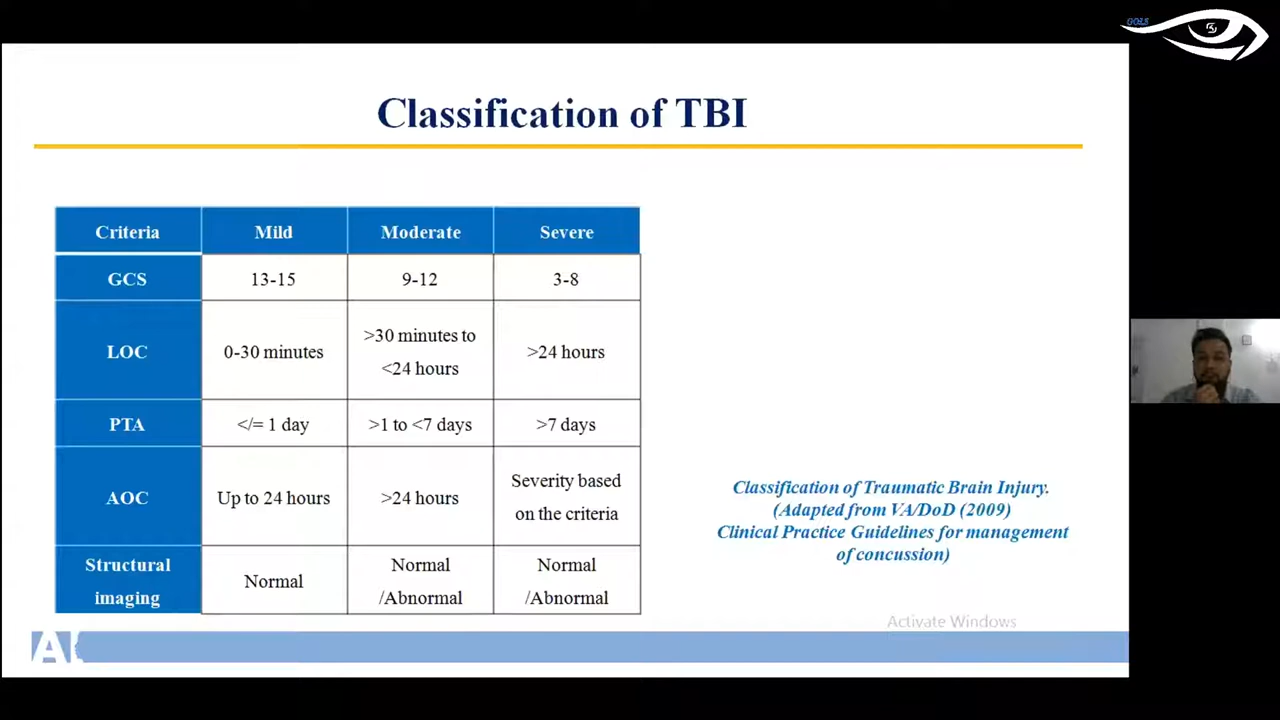 GOLS
Classification of TBI
Criteria Mild Moderate Severe
GCS 13-15 9-12 3-8
LOC 0-30 minutes >30 minutes to <24 hours >24 hours
PTA </= 1 day >1 to <7 days >7 days
AOC Up to 24 hours >24 hours Severity based on the criteria
Structural imaging Normal Normal /Abnormal Normal /Abnormal
Classification of Traumatic Brain Injury.
(Adapted from VA/DoD (2009)
Clinical Practice Guidelines for management
of concussion)
Activate Windows